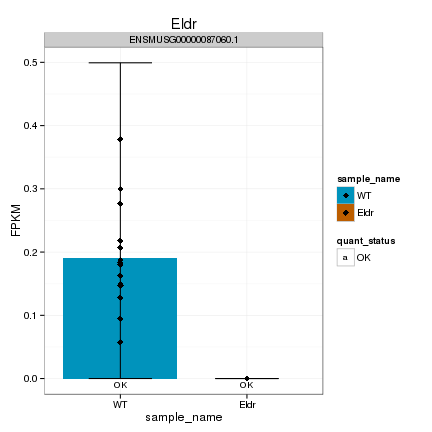 Eldr
ENSMUSG00000087060.1
0.5
0.4
0.3
0.2
0.1
0.0
FPKM
OK
OK
WT
Eldr
sample_name
sample_name
WT
Eldr
quant_status
a OK